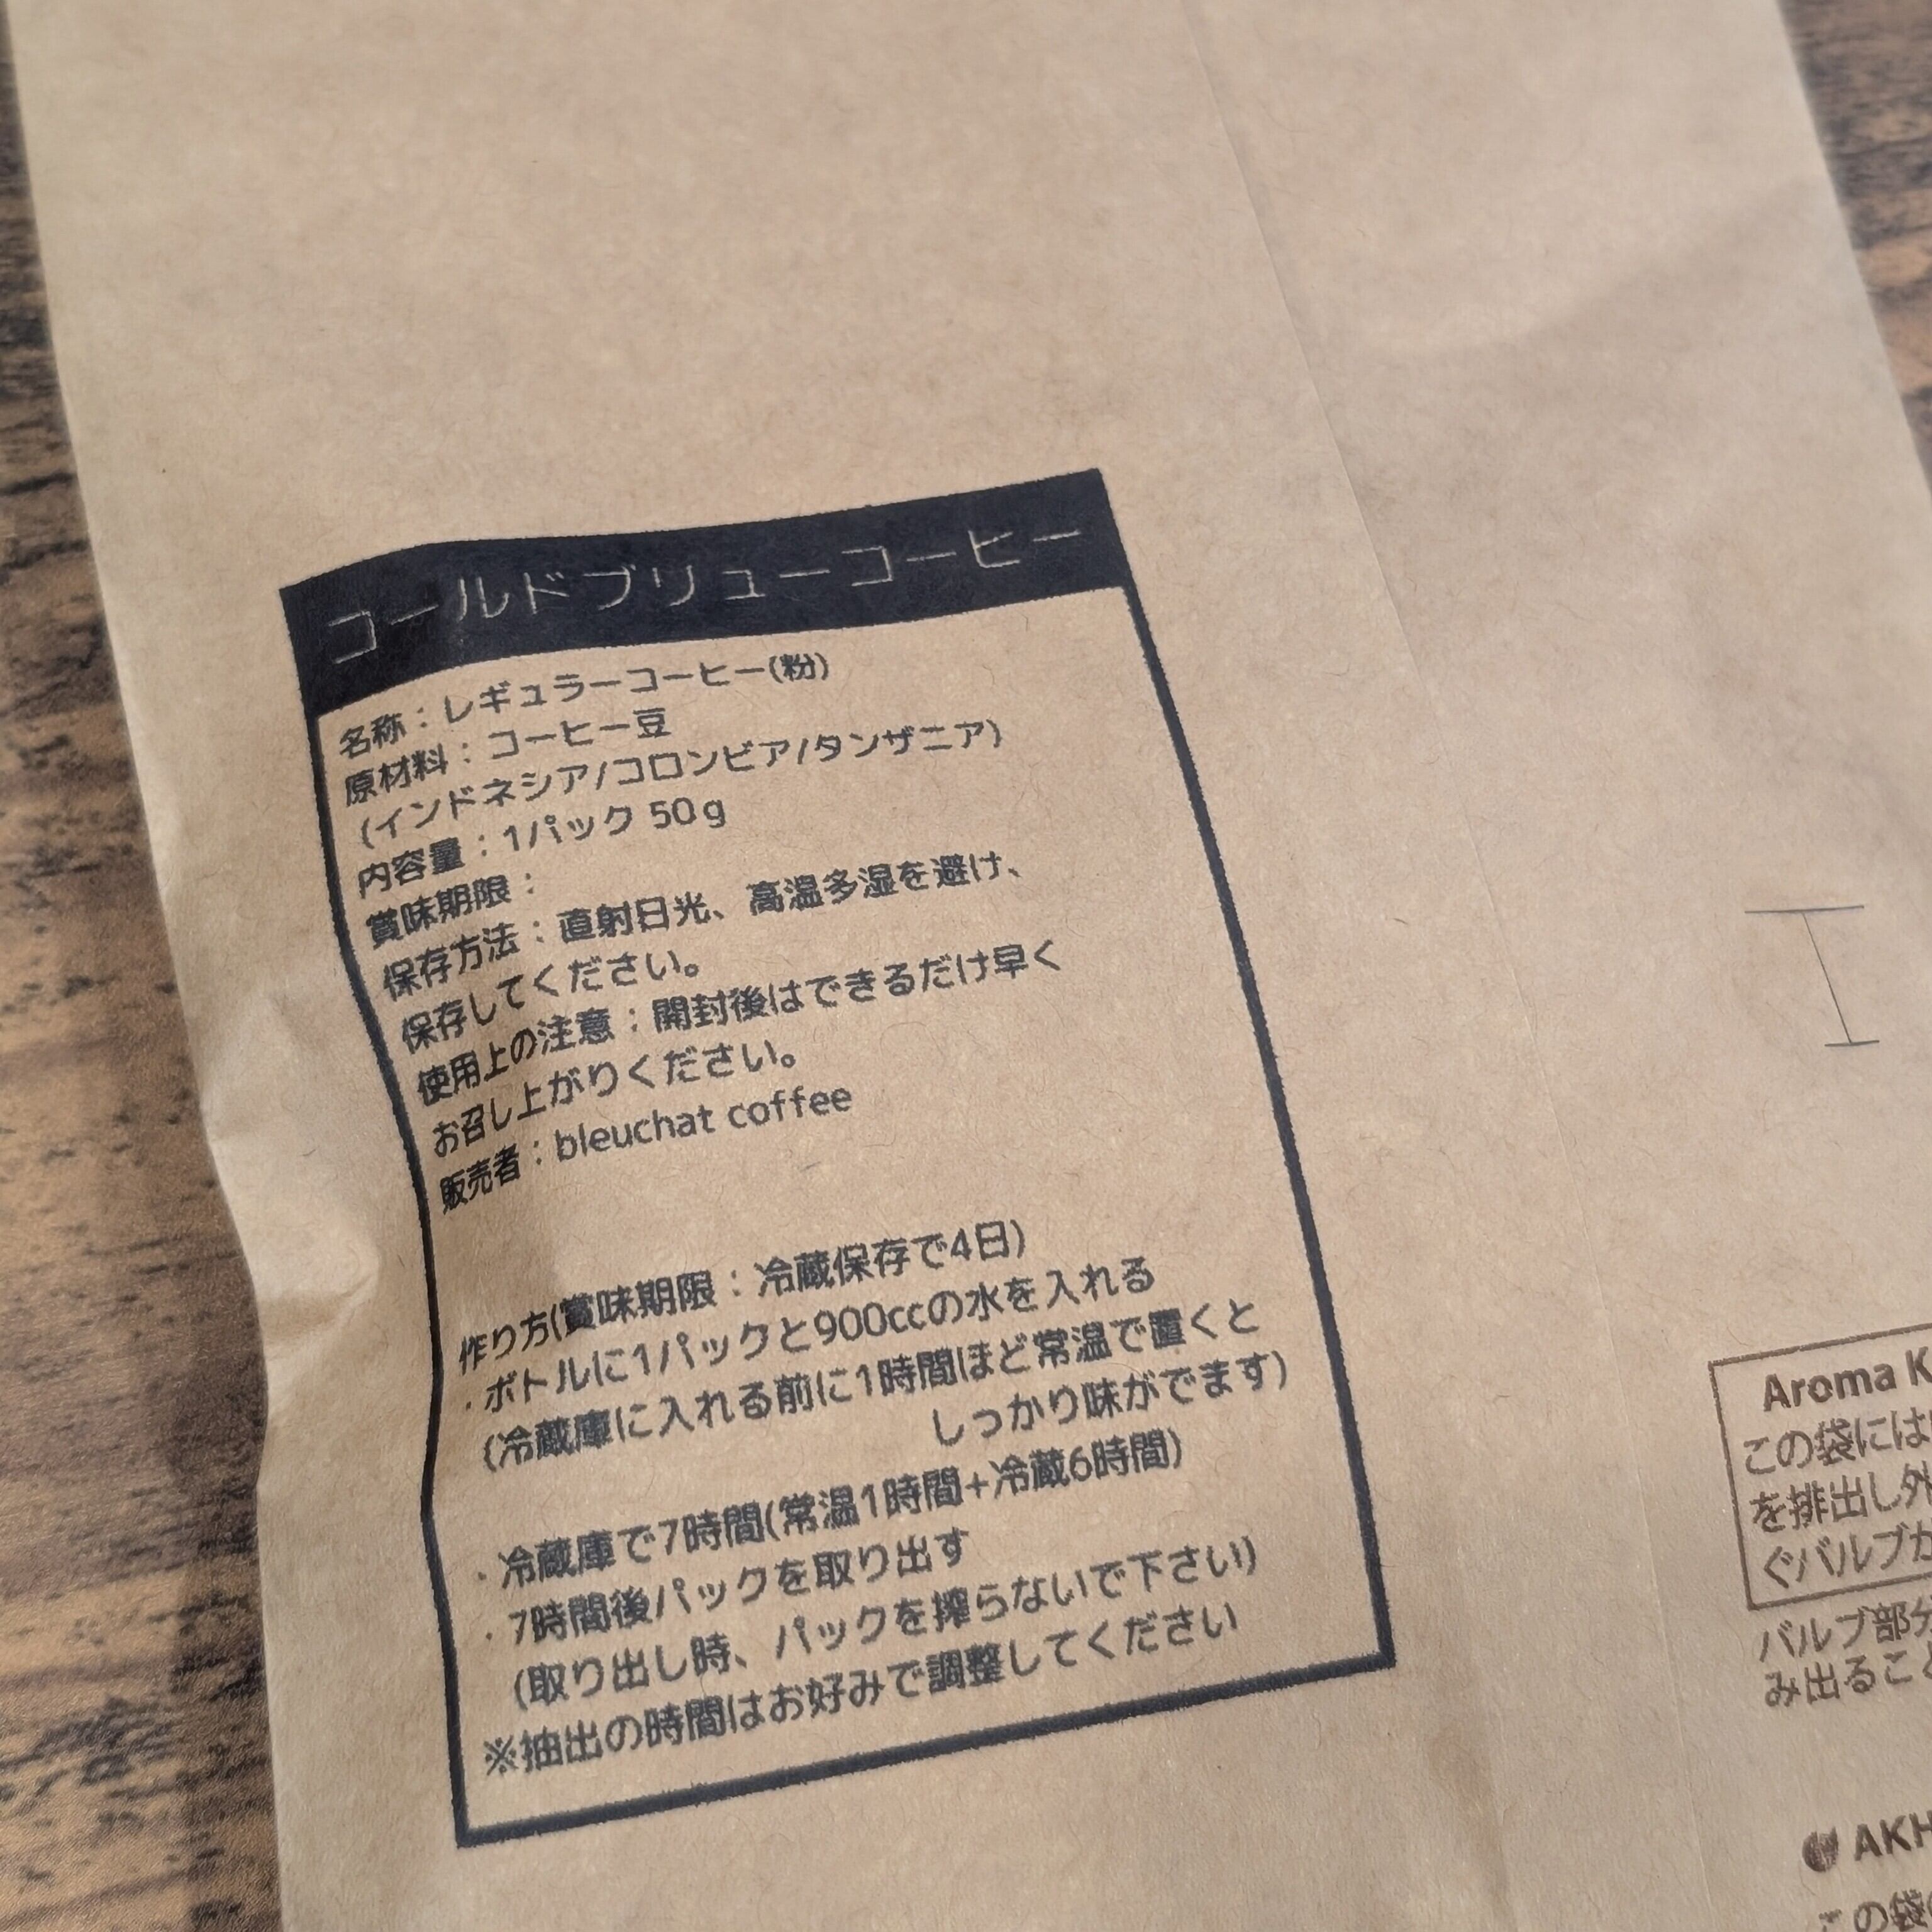 コールドブリューコーヒー
名称：レギュラーコーヒー(粉)
原材料：コーヒー豆
(インドネシア/コロンビア/タンザニア)
内容量：1パック 50g
賞味期限：
保存方法：直射日光、高温多湿を避け、
保存してください。
使用上の注意：開封後はできるだけ早く
お召し上がりください。
販売者：bleuchat coffee
作り方(賞味期限：冷蔵保存で4日)
・ボトルに1パックと900ccの水を入れる
(冷蔵庫に入れる前に1時間ほど常温で置くと
しっかり味がでます)
・冷蔵庫で7時間(常温1時間+冷蔵6時間)
・7時間後パックを取り出す
(取り出し時、パックを搾らないで下さい)
※抽出の時間はお好みで調整してください
Aroma K
この袋には
を排出し外
ぐバルブが
バルブ部分
み出ること
AKH
この袋の